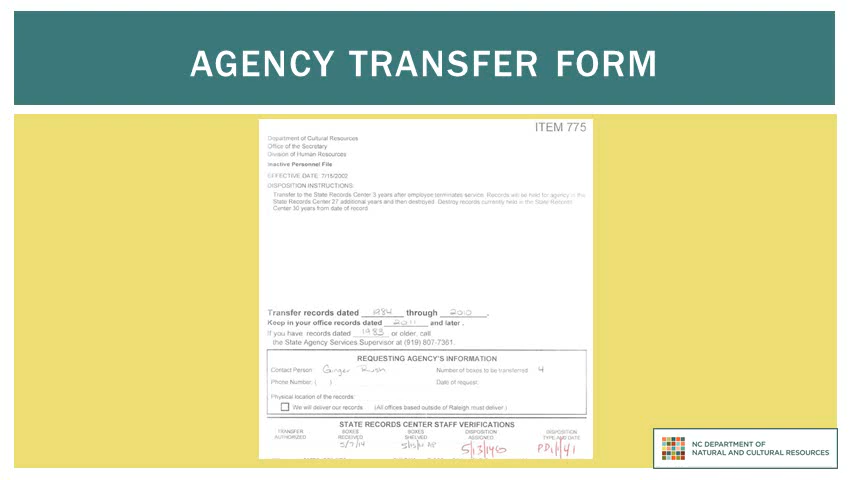 AGENCY TRANSFER FORM
ITEM 775
Department of Cultural Resources
Office of the Secretary
Division of Human Resources
Inactive Personnel File
EFFECTIVE DATE: 7/15/2002
DISPOSITION INSTRUCTIONS:
Transfer to the State Records Center 3 years after employee terminates service. Records will be held for agency in the
State Records Center 27 additional years and then destroyed. Destroy records currently held in the State Records
Center 30 years from date of record
Transfer records dated 1984 through 2010.
Keep in your office records dated 2011 and later.
If you have records dated 1983 or older, call
the State Agency Services Supervisor at (919) 807-7361.
REQUESTING AGENCY'S INFORMATION
Contact Person: Ginger Rush Number of boxes to be transferred: 4
Phone Number: ( ) Date of request:
Physical location of the records:
We will deliver our records (All offices based outside of Raleigh must deliver)
STATE RECORDS CENTER STAFF VERIFICATIONS
TRANSFER BOXES BOXES DISPOSITION DISPOSITION
AUTHORIZED RECEIVED SHELVED ASSIGNED TYPE AND DATE
5/7/14 5/13/14
NC DEPARTMENT OF
NATURAL AND CULTURAL RESOURCES